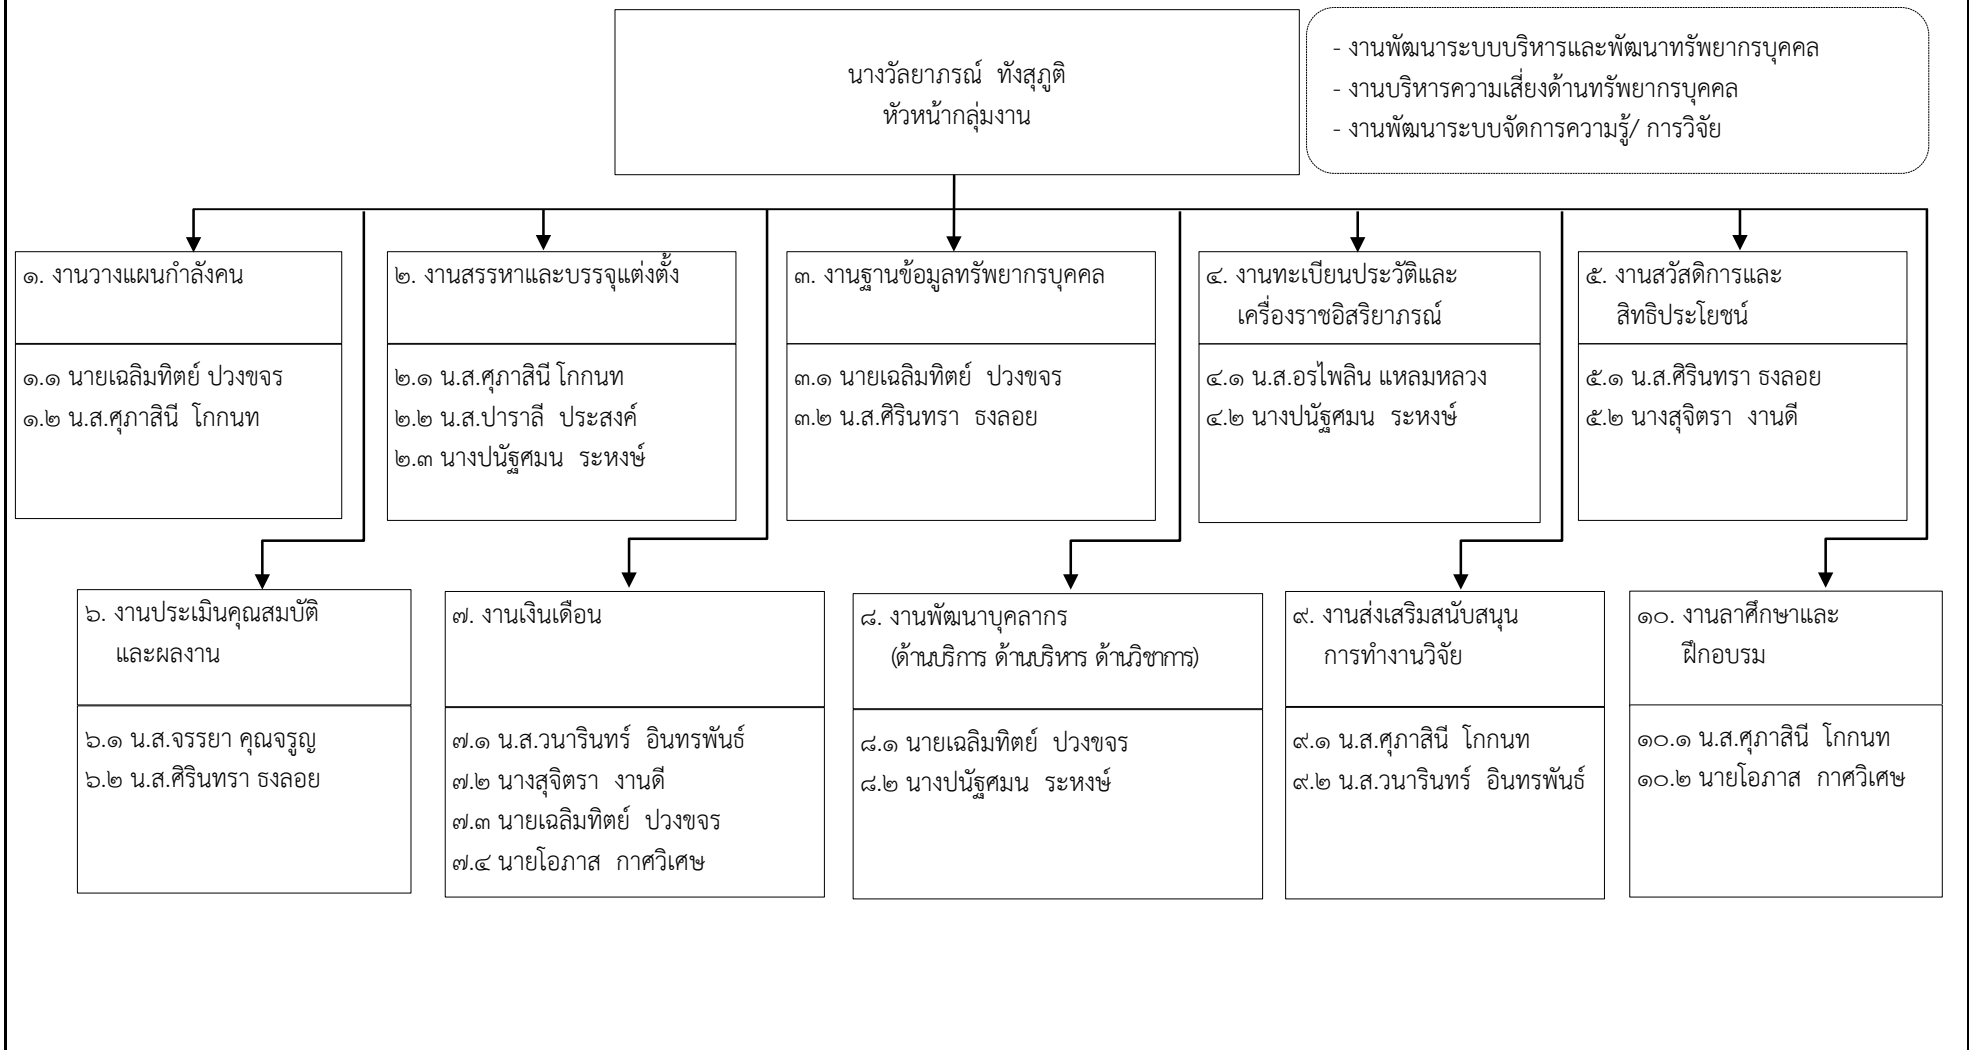 นางวัลยาภรณ์ ทังสุภูติ
หัวหน้ากลุ่มงาน
- งานพัฒนาระบบบริหารและพัฒนาทรัพยากรบุคคล
- งานบริหารความเสี่ยงด้านทรัพยากรบุคคล
- งานพัฒนาระบบจัดการความรู้/ การวิจัย
๑. งานวางแผนกำลังคน
๑.๑ นายเฉลิมทิตย์ ปวงขจร
๑.๒ น.ส.ศุภาสินี โกกนท
๒. งานสรรหาและบรรจุแต่งตั้ง
๒.๑ น.ส.ศุภาสินี โกกนท
๒.๒ น.ส.ปาราลี ประสงค์
๒.๓ นางปนัฐศมน ระหงษ์
๓. งานฐานข้อมูลทรัพยากรบุคคล
๓.๑ นายเฉลิมทิตย์ ปวงขจร
๓.๒ น.ส.ศิรินทรา ธงลอย
๔. งานทะเบียนประวัติและ
เครื่องราชอิสริยาภรณ์
๔.๑ น.ส.อรไพลิน แหลมหลวง
๔.๒ นางปนัฐศมน ระหงษ์
๕. งานสวัสดิการและ
สิทธิประโยชน์
๕.๑ น.ส.ศิรินทรา ธงลอย
๕.๒ นางสุจิตรา งานดี
๖. งานประเมินคุณสมบัติ
และผลงาน
๖.๑ น.ส.จรรยา คุณจรูญ
๖.๒ น.ส.ศิรินทรา ธงลอย
๗. งานเงินเดือน
๗.๑ น.ส.วนารินทร์ อินทรพันธ์
๗.๒ นางสุจิตรา งานดี
๗.๓ นายเฉลิมทิตย์ ปวงขจร
๗.๔ นายโอภาส กาศวิเศษ
๘. งานพัฒนาบุคลากร
(ด้านบริการ ด้านบริหาร ด้านวิชาการ)
๘.๑ นายเฉลิมทิตย์ ปวงขจร
๘.๒ นางปนัฐศมน ระหงษ์
๙. งานส่งเสริมสนับสนุน
การทำงานวิจัย
๙.๑ น.ส.ศุภาสินี โกกนท
๙.๒ น.ส.วนารินทร์ อินทรพันธ์
๑๐. งานลาศึกษาและ
ฝึกอบรม
๑๐.๑ น.ส.ศุภาสินี โกกนท
๑๐.๒ นายโอภาส กาศวิเศษ